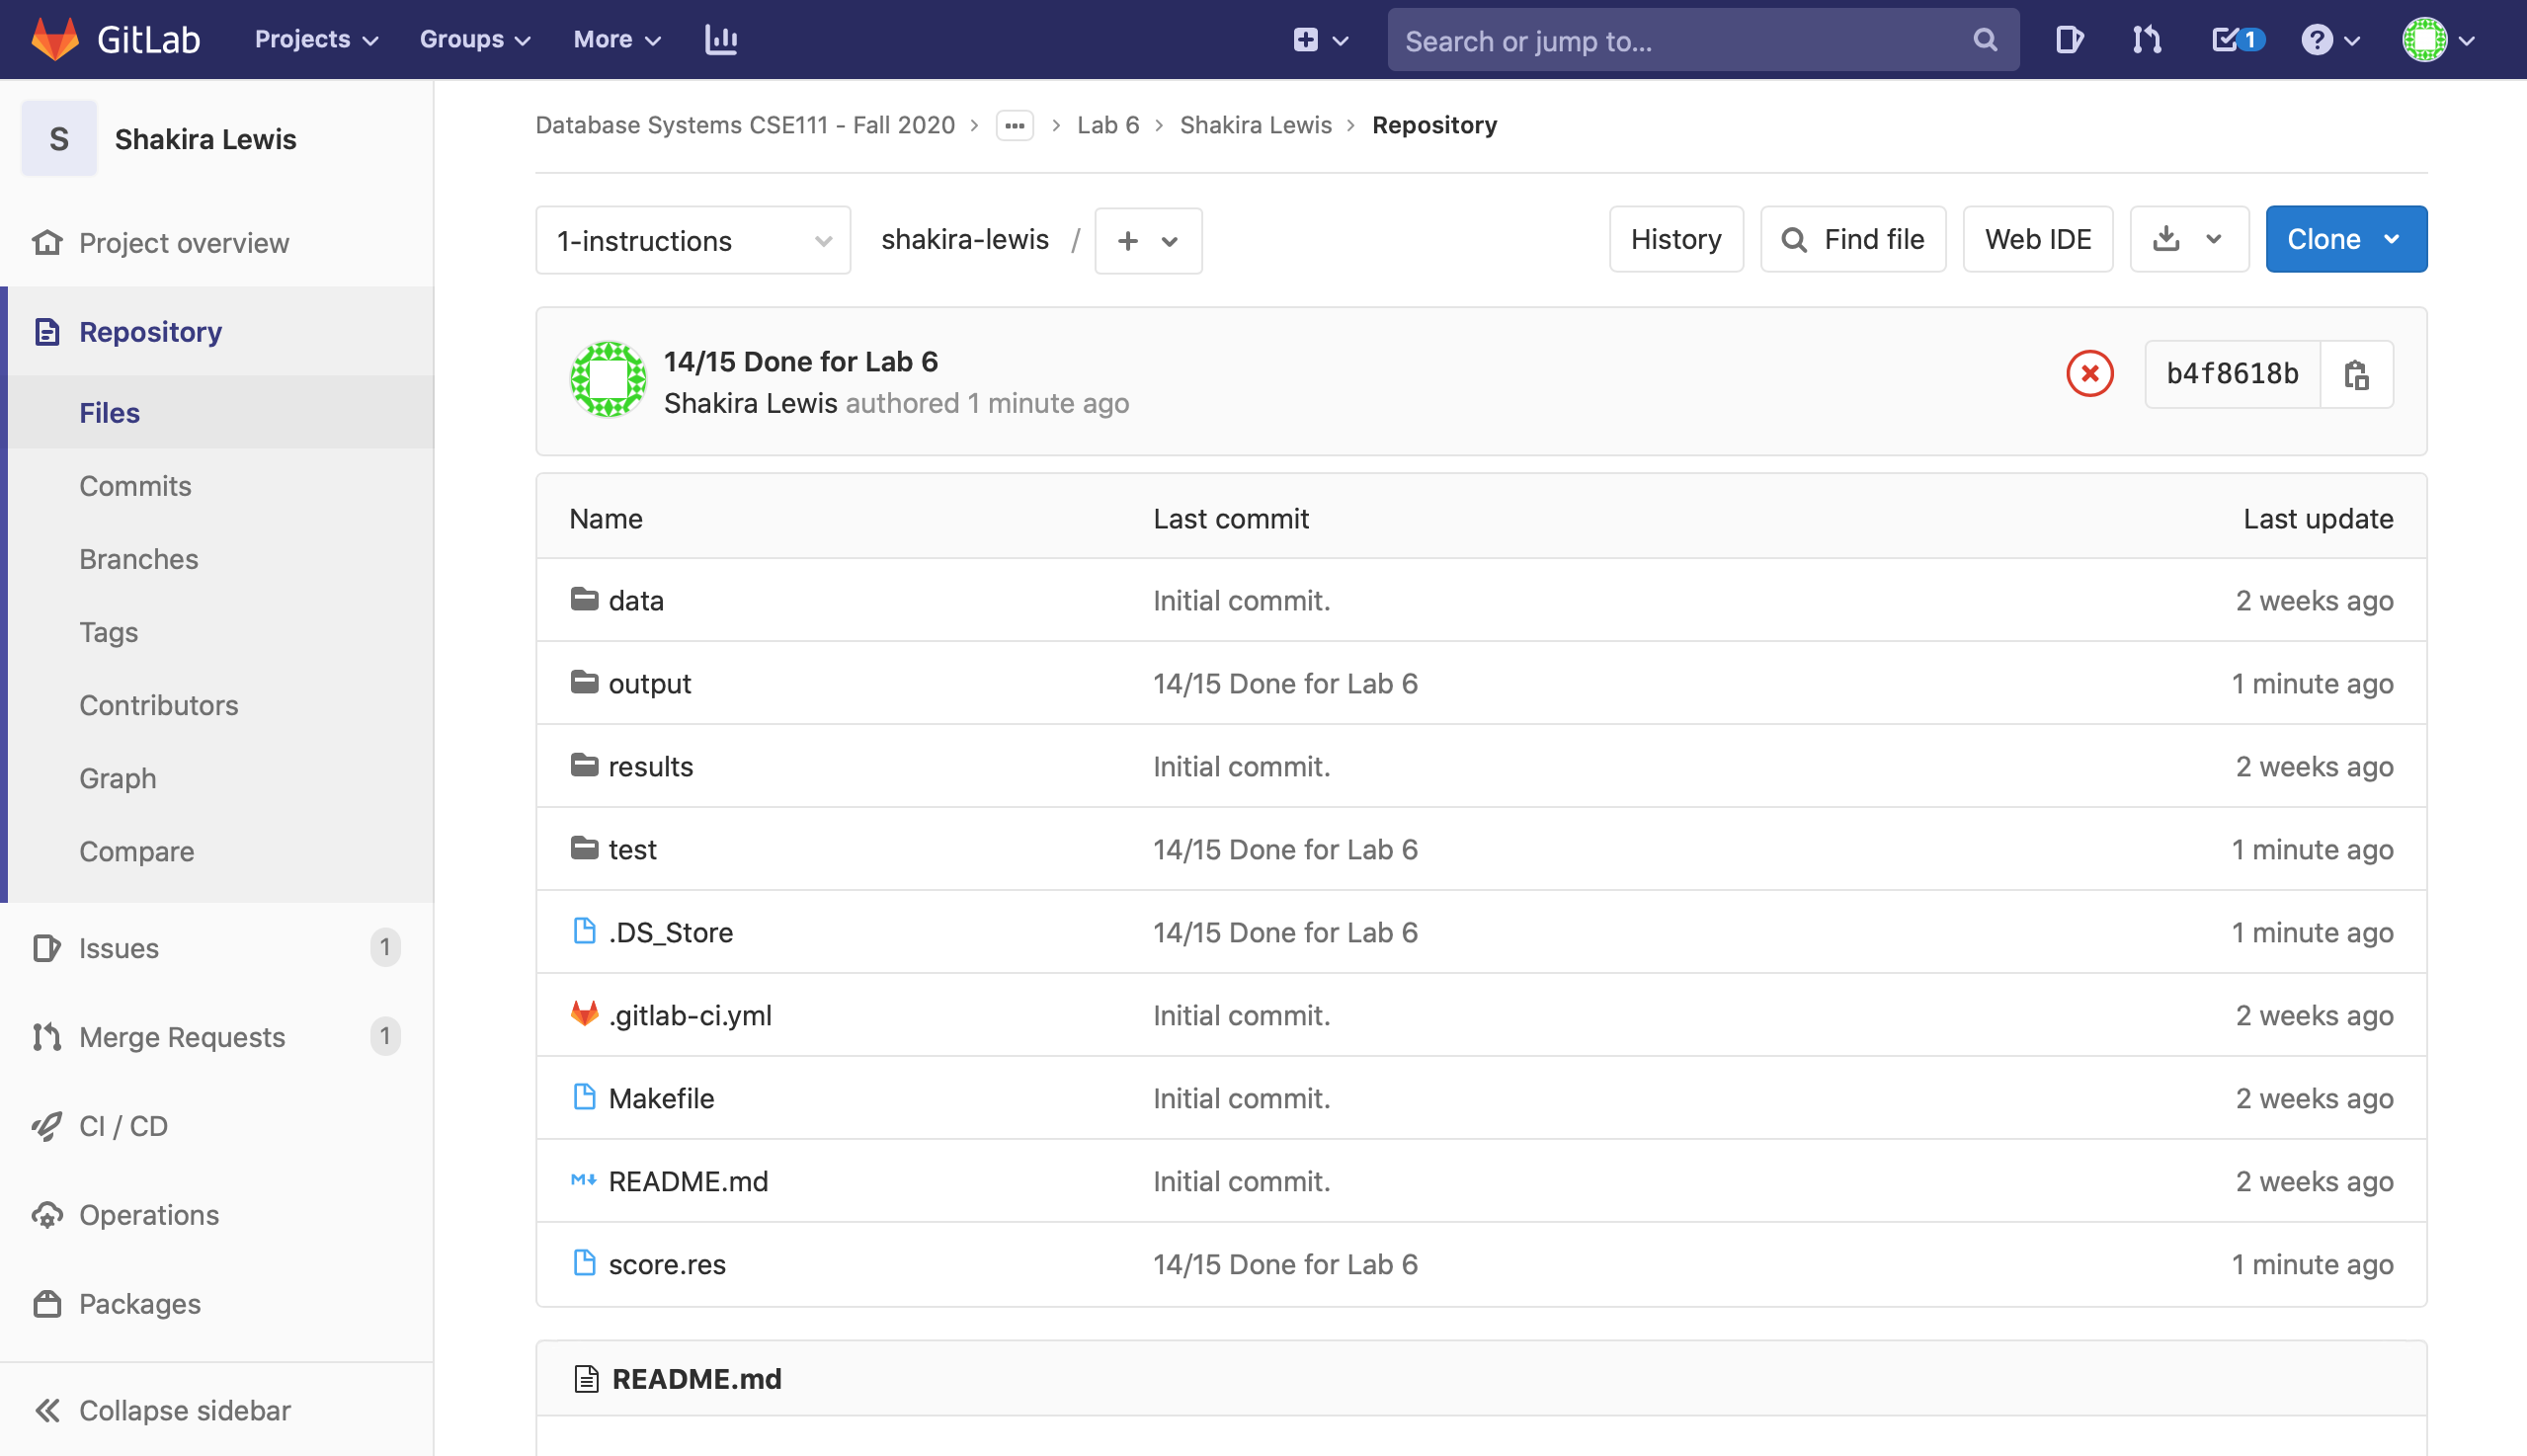 GitLab Projects Groups More Search or jump to... 1
S Shakira Lewis
Project overview
Repository
Files
Commits
Branches
Tags
Contributors
Graph
Compare
Issues 1
Merge Requests 1
CI / CD
Operations
Packages
Collapse sidebar
Database Systems CSE111 - Fall 2020 > ... > Lab 6 > Shakira Lewis > Repository
1-instructions shakira-lewis / + History Find file Web IDE Clone
14/15 Done for Lab 6
Shakira Lewis authored 1 minute ago
b4f8618b
Name Last commit Last update
data Initial commit. 2 weeks ago
output 14/15 Done for Lab 6 1 minute ago
results Initial commit. 2 weeks ago
test 14/15 Done for Lab 6 1 minute ago
.DS_Store 14/15 Done for Lab 6 1 minute ago
.gitlab-ci.yml Initial commit. 2 weeks ago
Makefile Initial commit. 2 weeks ago
README.md Initial commit. 2 weeks ago
score.res 14/15 Done for Lab 6 1 minute ago
README.md